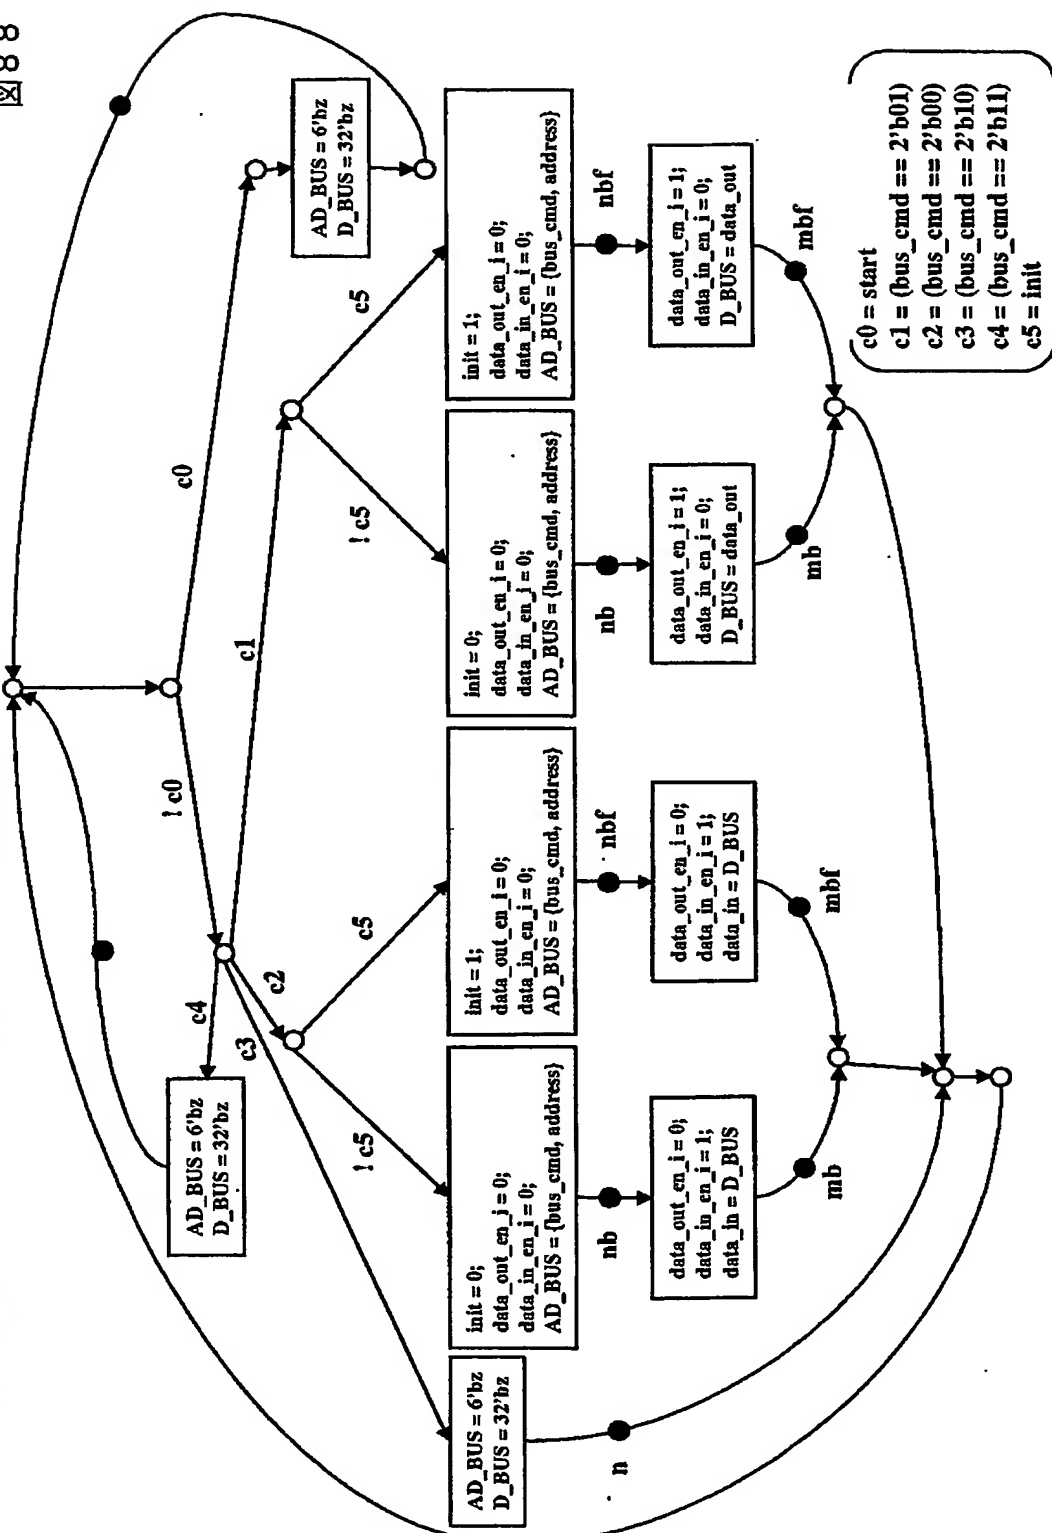 図88
c0
! c0
c1
c4
c2
c3
c5
! c5
c5
! c5
AD_BUS = 6'bz
D_BUS = 32'bz
AD_BUS = 6'bz
D_BUS = 32'bz
AD_BUS = 6'bz
D_BUS = 32'bz
init = 0;
data_out_en_i = 0;
data_in_en_i = 0;
AD_BUS = {bus_cmd, address}
init = 1;
data_out_en_i = 0;
data_in_en_i = 0;
AD_BUS = {bus_cmd, address}
init = 0;
data_out_en_i = 0;
data_in_en_i = 0;
AD_BUS = {bus_cmd, address}
init = 1;
data_out_en_i = 0;
data_in_en_i = 0;
AD_BUS = {bus_cmd, address}
n
nb
nbf
nb
nbf
data_out_en_i = 0;
data_in_en_i = 1;
data_in = D_BUS
data_out_en_i = 0;
data_in_en_i = 1;
data_in = D_BUS
data_out_en_i = 1;
data_in_en_i = 0;
D_BUS = data_out
data_out_en_i = 1;
data_in_en_i = 0;
D_BUS = data_out
mb
mbf
mb
mbf
c0 = start
c1 = (bus_cmd == 2'b01)
c2 = (bus_cmd == 2'b00)
c3 = (bus_cmd == 2'b10)
c4 = (bus_cmd == 2'b11)
c5 = init